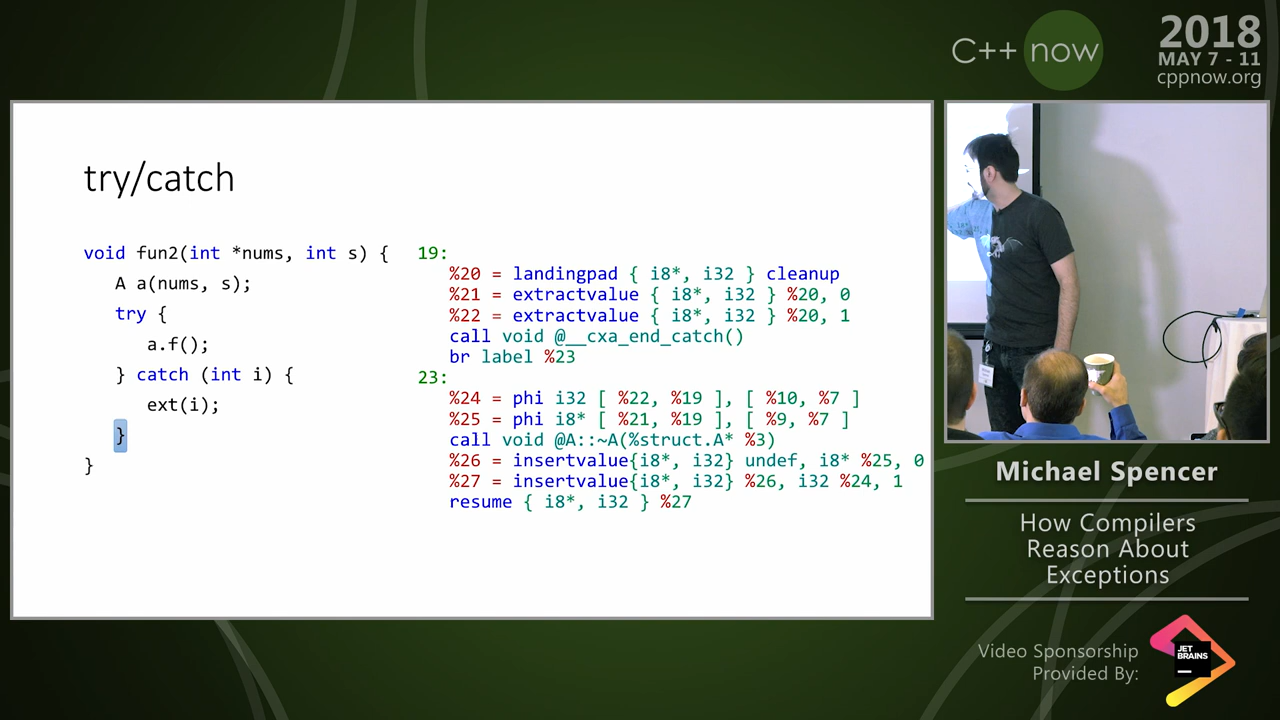 C++ now
2018
MAY 7 - 11
cppnow.org
try/catch
void fun2(int *nums, int s) {
A a(nums, s);
try {
a.f();
} catch (int i) {
ext(i);
}
}
19:
%20 = landingpad { i8*, i32 } cleanup
%21 = extractvalue { i8*, i32 } %20, 0
%22 = extractvalue { i8*, i32 } %20, 1
call void @__cxa_end_catch()
br label %23
23:
%24 = phi i32 [ %22, %19 ], [ %10, %7 ]
%25 = phi i8* [ %21, %19 ], [ %9, %7 ]
call void @A::~A(%struct.A* %3)
%26 = insertvalue{i8*, i32} undef, i8* %25, 0
%27 = insertvalue{i8*, i32} %26, i32 %24, 1
resume { i8*, i32 } %27
Michael Spencer
How Compilers
Reason About
Exceptions
Video Sponsorship
Provided By:
JET
BRAINS